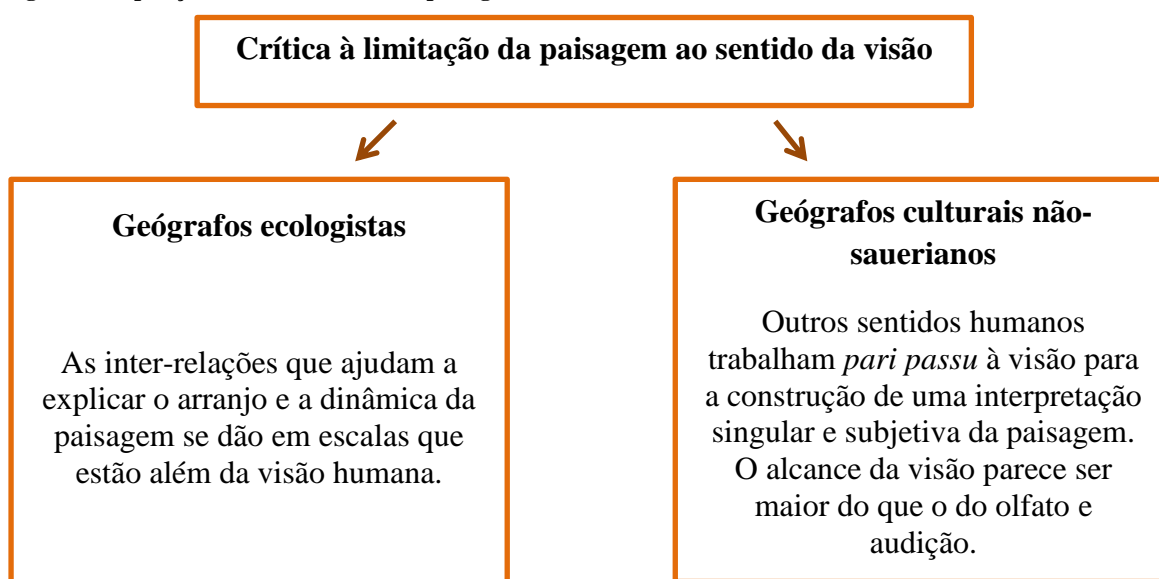 Crítica à limitação da paisagem ao sentido da visão
Geógrafos ecologistas
As inter-relações que ajudam a
explicar o arranjo e a dinâmica da
paisagem se dão em escalas que
estão além da visão humana.
Geógrafos culturais não-
sauerianos
Outros sentidos humanos
trabalham pari passu à visão para
a construção de uma interpretação
singular e subjetiva da paisagem.
O alcance da visão parece ser
maior do que o do olfato e
audição.